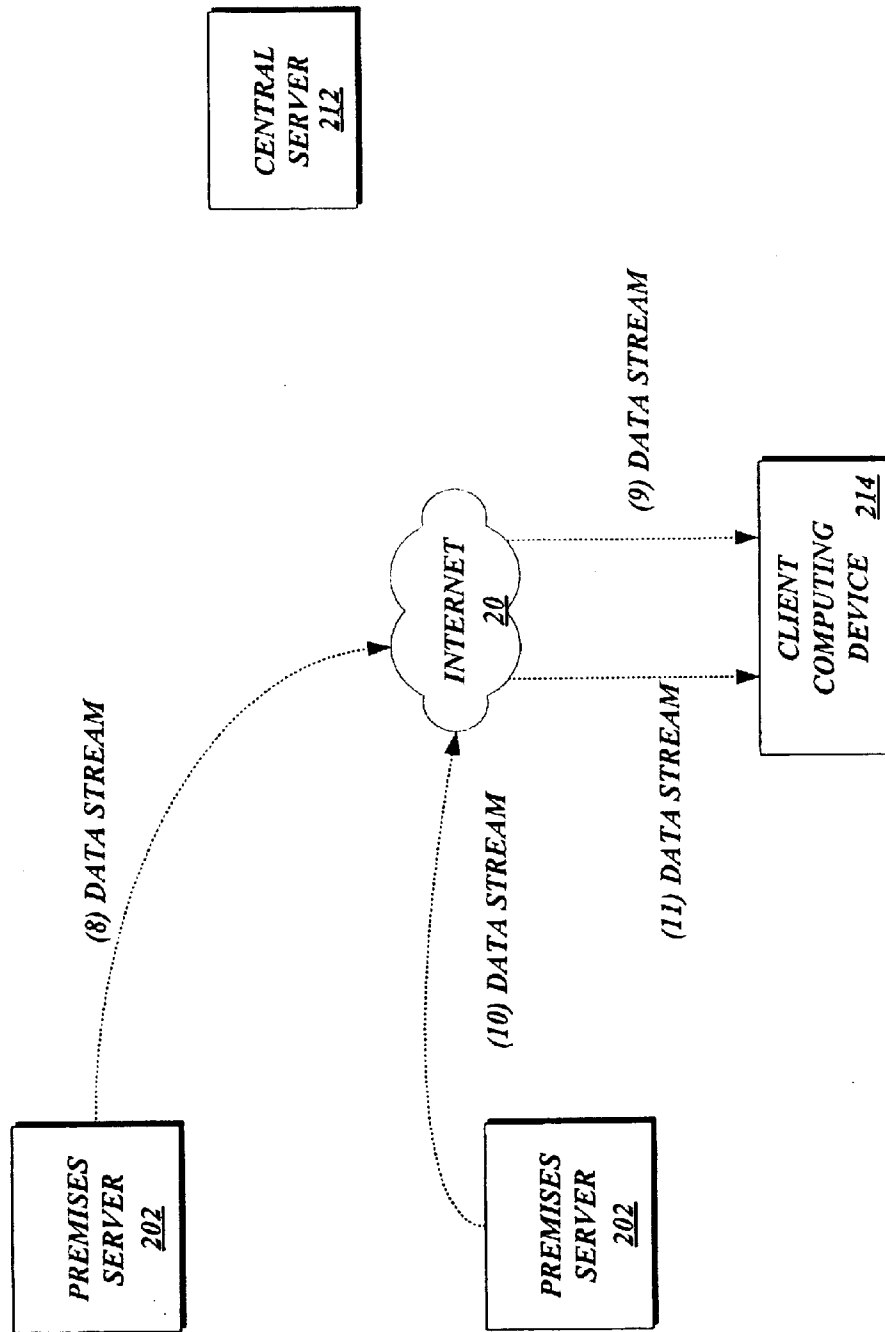 PREMISES
SERVER
202
(8) DATA STREAM
CENTRAL
SERVER
212
PREMISES
SERVER
202
(10) DATA STREAM
INTERNET
20
(11) DATA STREAM
(9) DATA STREAM
CLIENT
COMPUTING
DEVICE
214